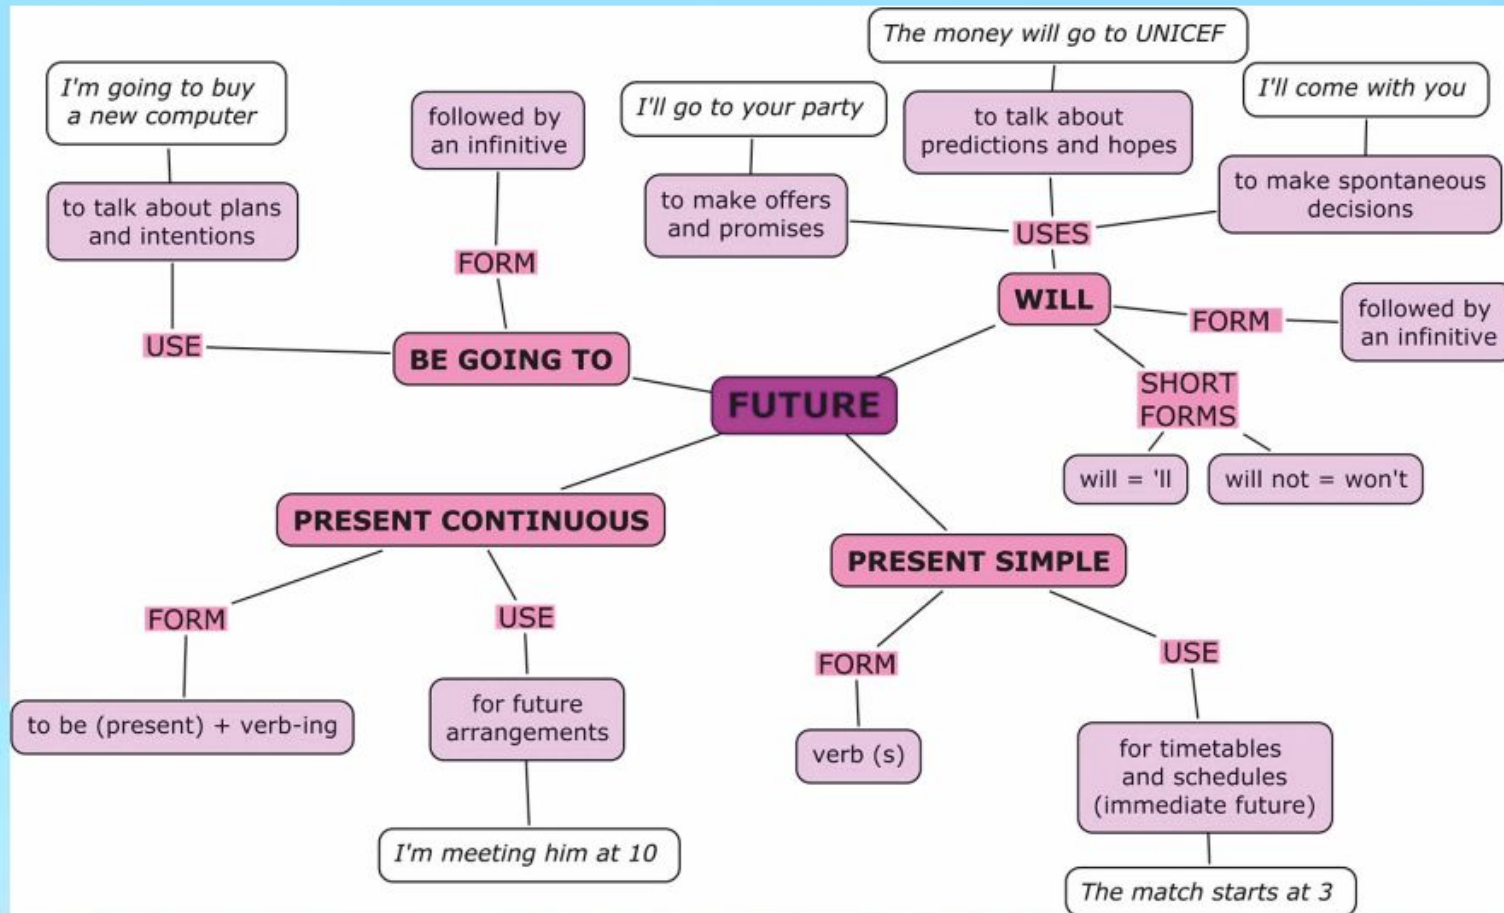 The money will go to UNICEF
I'm going to buy
a new computer
followed by
an infinitive
I'll go to your party
to talk about
predictions and hopes
I'll come with you
to talk about plans
and intentions
to make offers
and promises
to make spontaneous
decisions
USES
FORM
WILL
FORM
followed by
an infinitive
USE
BE GOING TO
SHORT
FORMS
FUTURE
will = 'll
will not = won't
PRESENT CONTINUOUS
PRESENT SIMPLE
FORM
USE
FORM
USE
to be (present) + verb-ing
for future
arrangements
verb (s)
for timetables
and schedules
(immediate future)
I'm meeting him at 10
The match starts at 3